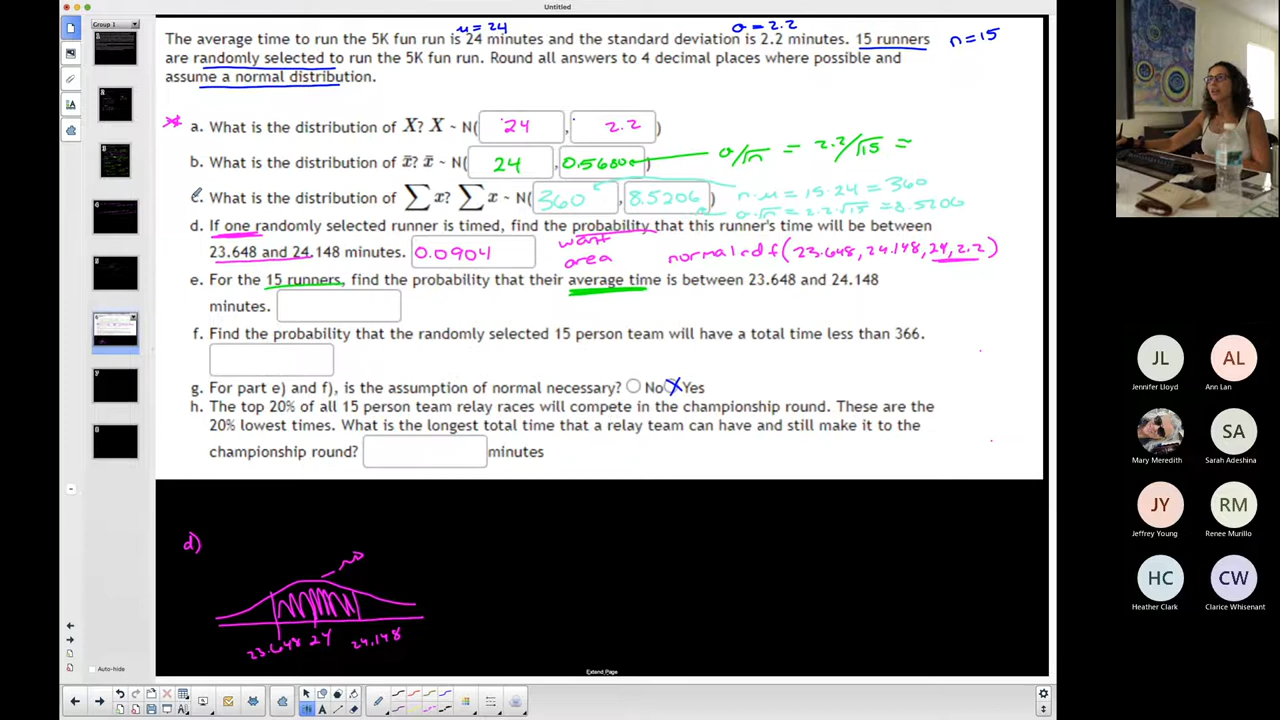 Untitled
Group 1
μ = 24
σ = 2.2
The average time to run the 5K fun run is 24 minutes and the standard deviation is 2.2 minutes. 15 runners
n = 15
are randomly selected to run the 5K fun run. Round all answers to 4 decimal places where possible and
assume a normal distribution.
a. What is the distribution of X? X ~ N( 24 , 2.2 )
b. What is the distribution of x̄? x̄ ~ N( 24 , 0.5680 ) σ/√n = 2.2/√15 =
c. What is the distribution of ∑x? ∑x ~ N( 360 , 8.5206 ) n·μ = 15·24 = 360
σ·√n = 2.2·√15 = 8.5206
d. If one randomly selected runner is timed, find the probability that this runner's time will be between
23.648 and 24.148 minutes. 0.0904 want area normalcdf(23.648, 24.148, 24, 2.2)
e. For the 15 runners, find the probability that their average time is between 23.648 and 24.148
minutes.
f. Find the probability that the randomly selected 15 person team will have a total time less than 366.
g. For part e) and f), is the assumption of normal necessary? No X Yes
h. The top 20% of all 15 person team relay races will compete in the championship round. These are the
20% lowest times. What is the longest total time that a relay team can have and still make it to the
championship round? minutes
d)
23.648 24 24.148
Extend Page
Auto-hide
JL
Jennifer Lloyd
AL
Ann Lan
Mary Meredith
SA
Sarah Adeshina
JY
Jeffrey Young
RM
Renee Murillo
HC
Heather Clark
CW
Clarice Whisenant